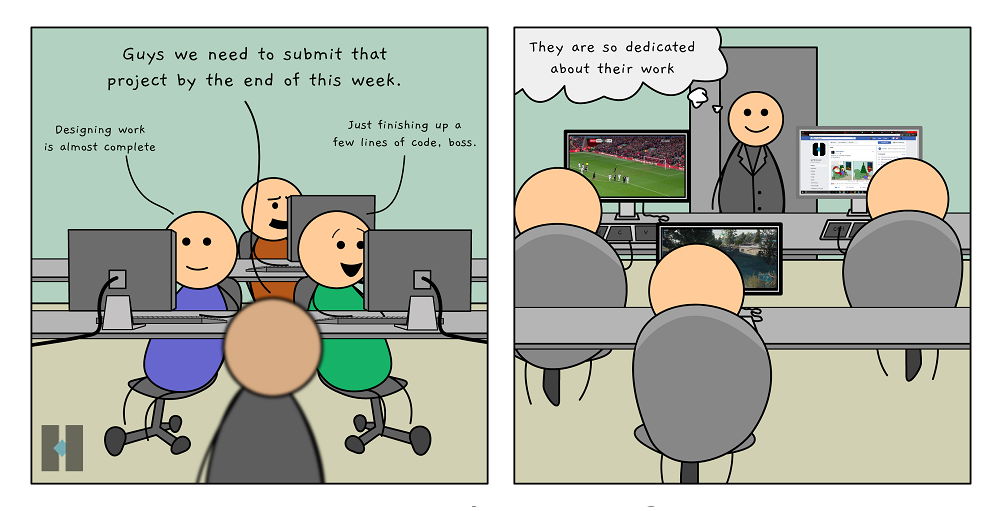 Guys we need to submit that
project by the end of this week.
Designing work
is almost complete
Just finishing up a
few lines of code, boss.
They are so dedicated
about their work